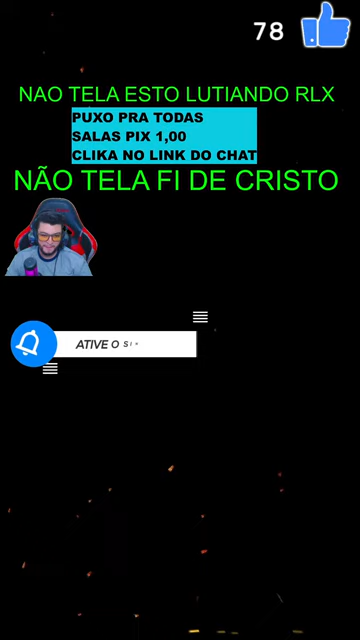 78
NAO TELA ESTO LUTIANDO RLX
PUXO PRA TODAS
SALAS PIX 1,00
CLIKA NO LINK DO CHAT
NÃO TELA FI DE CRISTO
ATIVE O